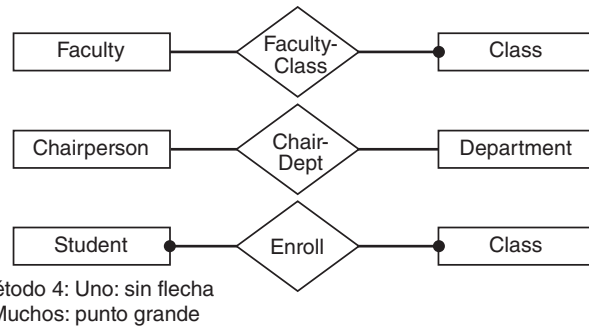 Faculty
Faculty-
Class
Class
Chairperson
Chair-
Dept
Department
Student
Enroll
Class
étodo 4: Uno: sin flecha
Muchos: punto grande